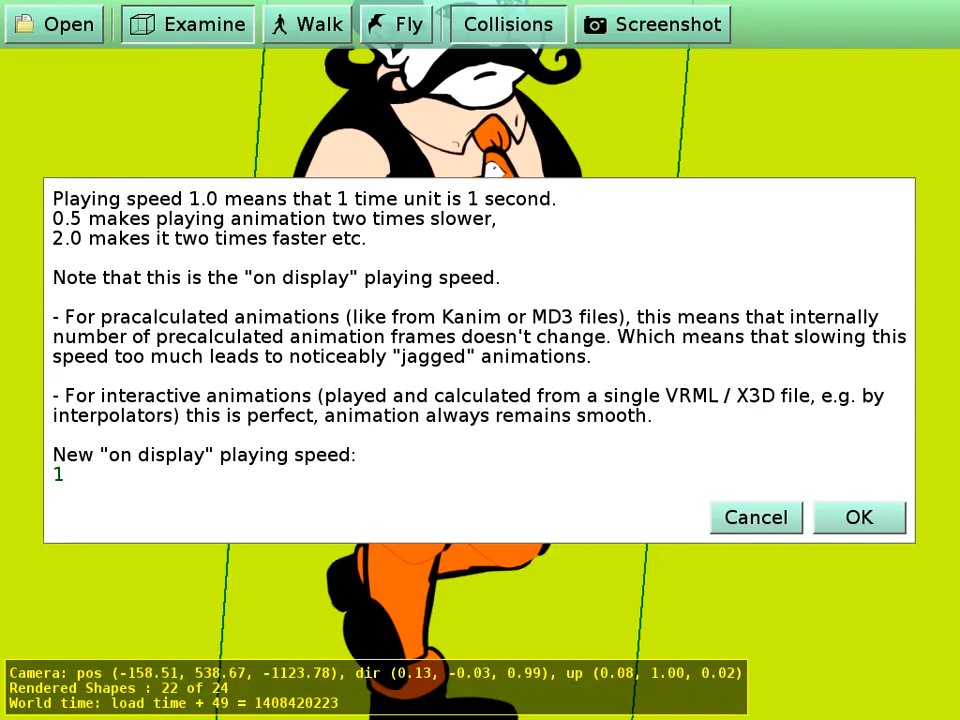 Open Examine Walk Fly Collisions Screenshot
Playing speed 1.0 means that 1 time unit is 1 second.
0.5 makes playing animation two times slower,
2.0 makes it two times faster etc.
Note that this is the "on display" playing speed.
- For pracalculated animations (like from Kanim or MD3 files), this means that internally
number of precalculated animation frames doesn't change. Which means that slowing this
speed too much leads to noticeably "jagged" animations.
- For interactive animations (played and calculated from a single VRML / X3D file, e.g. by
interpolators) this is perfect, animation always remains smooth.
New "on display" playing speed:
1
Cancel OK
Camera: pos (-158.51, 538.67, -1123.78), dir (0.13, -0.03, 0.99), up (0.08, 1.00, 0.02)
Rendered Shapes : 22 of 24
World time: load time + 49 = 1408420223